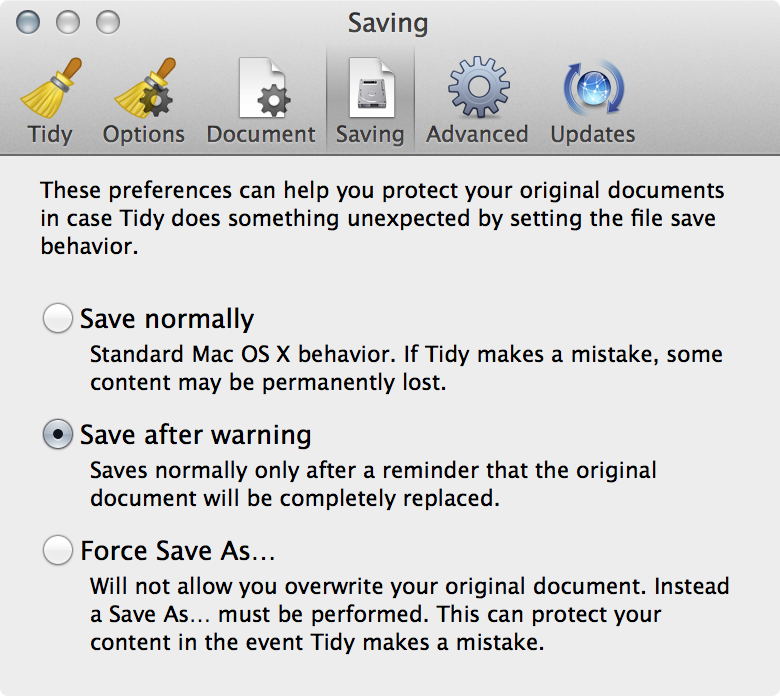 Saving
Tidy Options Document Saving Advanced Updates
These preferences can help you protect your original documents
in case Tidy does something unexpected by setting the file save
behavior.
Save normally
Standard Mac OS X behavior. If Tidy makes a mistake, some
content may be permanently lost.
Save after warning
Saves normally only after a reminder that the original
document will be completely replaced.
Force Save As…
Will not allow you overwrite your original document. Instead
a Save As… must be performed. This can protect your
content in the event Tidy makes a mistake.